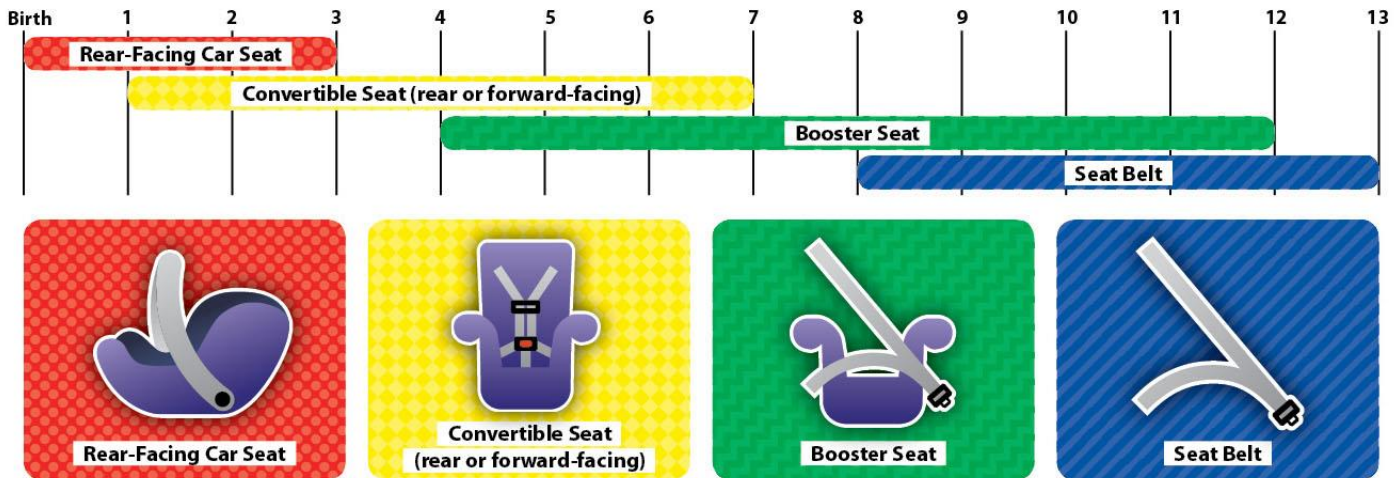 Birth 1 2 3 4 5 6 7 8 9 10 11 12 13
Rear-Facing Car Seat
Convertible Seat (rear or forward-facing)
Booster Seat
Seat Belt
Rear-Facing Car Seat
Convertible Seat
(rear or forward-facing)
Booster Seat
Seat Belt